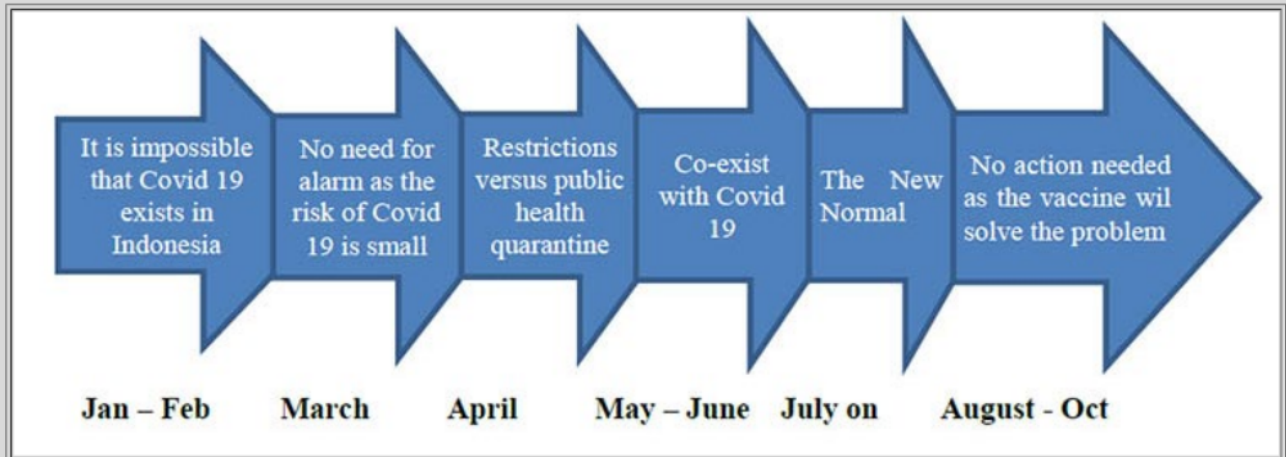 It is impossible
that Covid 19
exists in
Indonesia
No need for
alarm as the
risk of Covid
19 is small
Restrictions
versus public
health
quarantine
Co-exist
with Covid
19
The New
Normal
No action needed
as the vaccine wil
solve the problem
Jan – Feb
March
April
May – June
July on
August - Oct